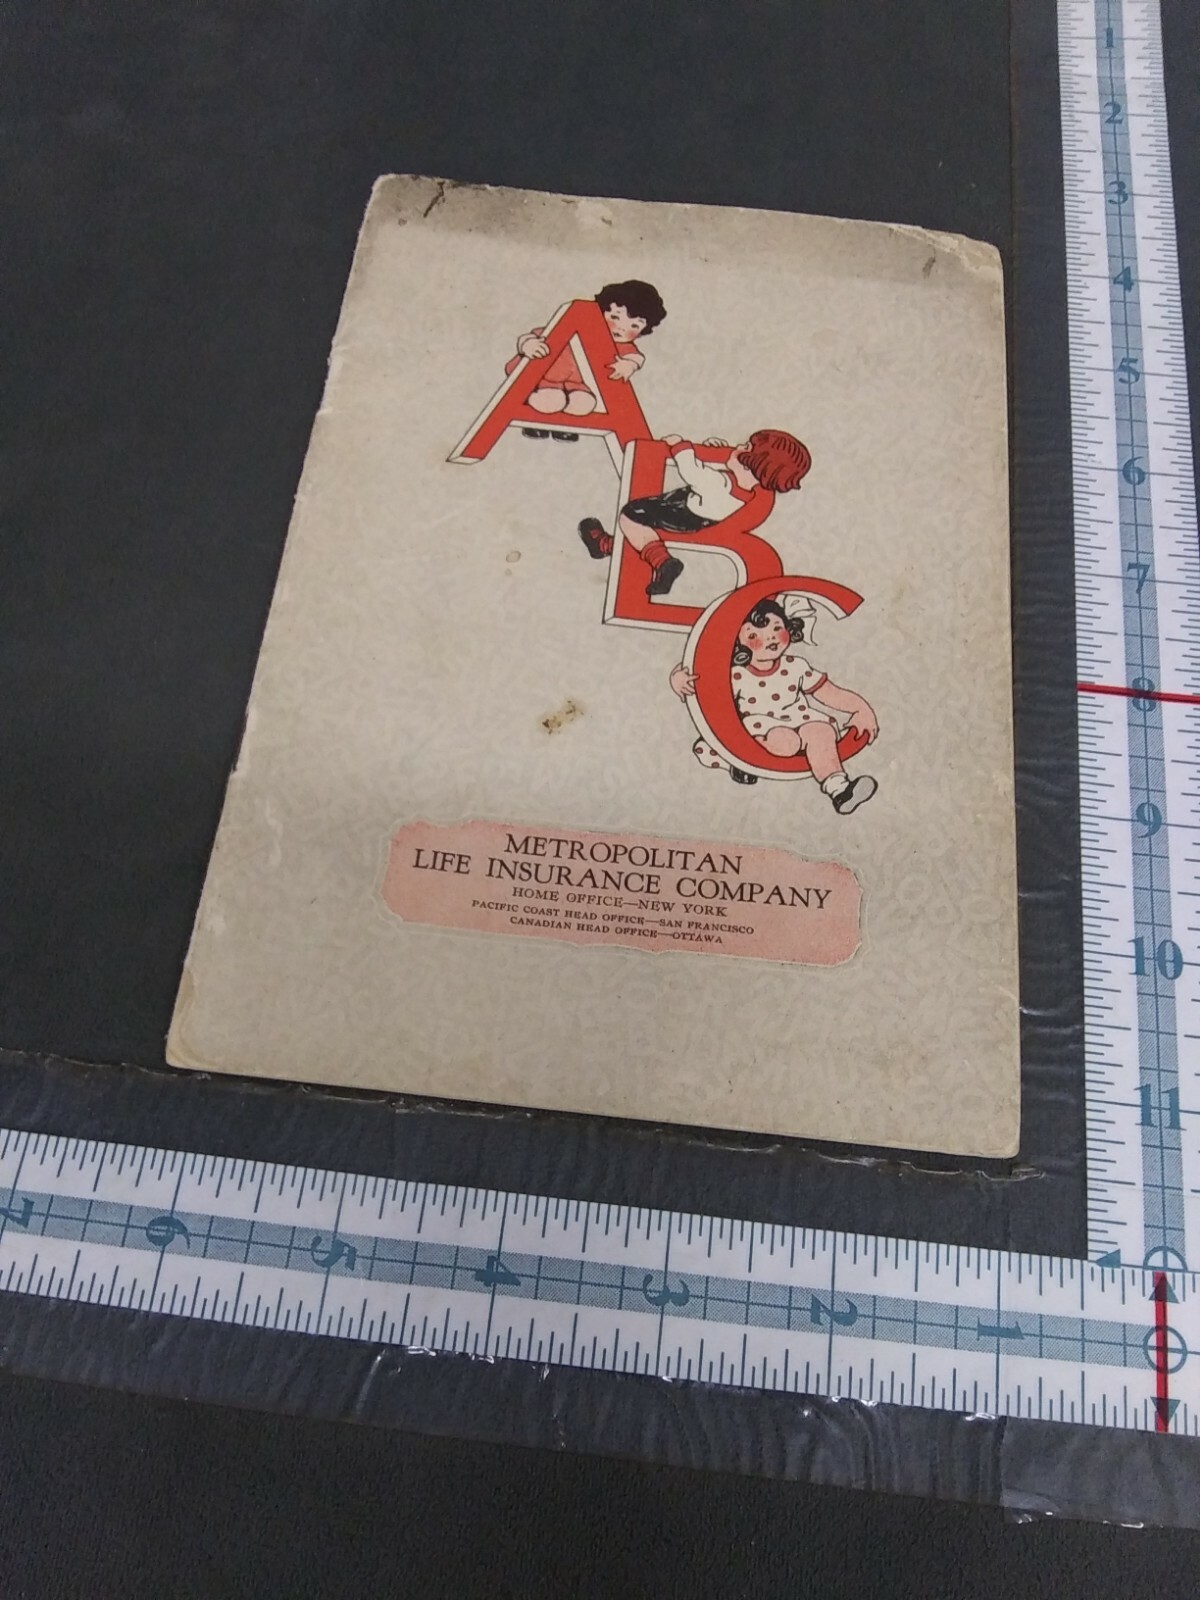 A
B
C
METROPOLITAN
LIFE INSURANCE COMPANY
HOME OFFICE—NEW YORK
PACIFIC COAST HEAD OFFICE—SAN FRANCISCO
CANADIAN HEAD OFFICE—OTTAWA
1
2
3
4
5
6
7
8
9
10
11
7 6 5 4 3 2 1